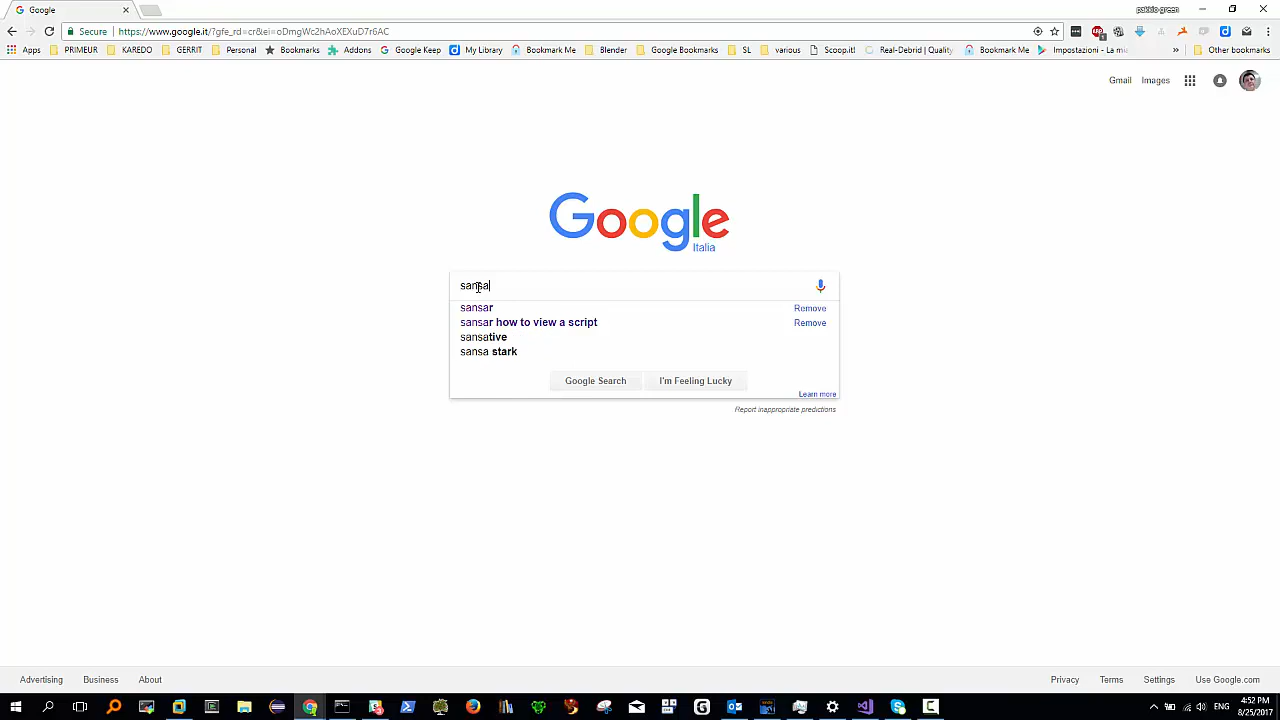 Google
pakkio green
Secure https://www.google.it/?gfe_rd=cr&ei=oDmgWc2hAoXEXuD7r6AC
Apps PRIMEUR KAREDO GERRIT Personal Bookmarks Addons Google Keep My Library Bookmark Me Blender Google Bookmarks SL various Scoop.it! Real-Debrid | Quality Bookmark Me Impostazioni - La mi » Other bookmarks
Gmail Images
Google
Italia
sansa
sansar Remove
sansar how to view a script Remove
sansative
sansa stark
Google Search I'm Feeling Lucky
Learn more
Report inappropriate predictions
Advertising Business About Privacy Terms Settings Use Google.com
ENG
4:52 PM
8/25/2017